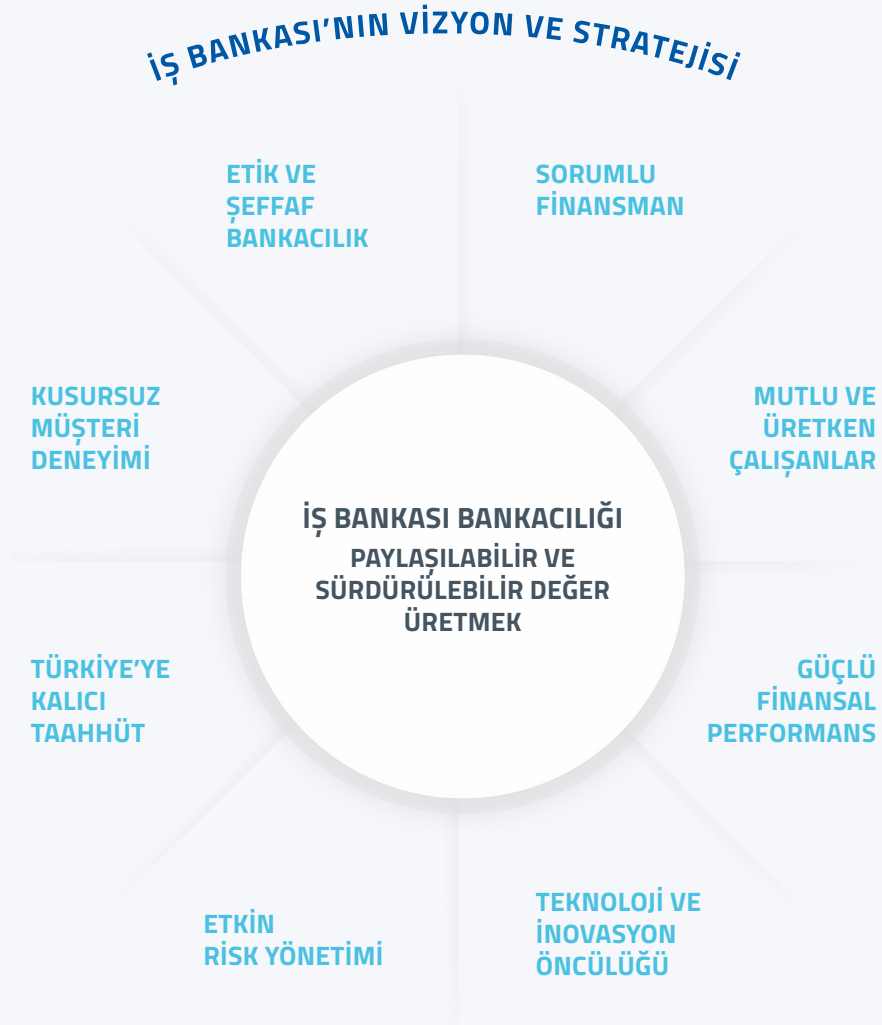 İŞ BANKASI’NIN VİZYON VE STRATEJİSİ
ETİK VE
ŞEFFAF
BANKACILIK
SORUMLU
FİNANSMAN
KUSURSUZ
MÜŞTERİ
DENEYİMİ
MUTLU VE
ÜRETKEN
ÇALIŞANLAR
İŞ BANKASI BANKACILIĞI
PAYLAŞILABİLİR VE
SÜRDÜRÜLEBİLİR DEĞER
ÜRETMEK
TÜRKİYE’YE
KALICI
TAAHHÜT
GÜÇLÜ
FİNANSAL
PERFORMANS
ETKİN
RİSK YÖNETİMİ
TEKNOLOJİ VE
İNOVASYON
ÖNCÜLÜĞÜ